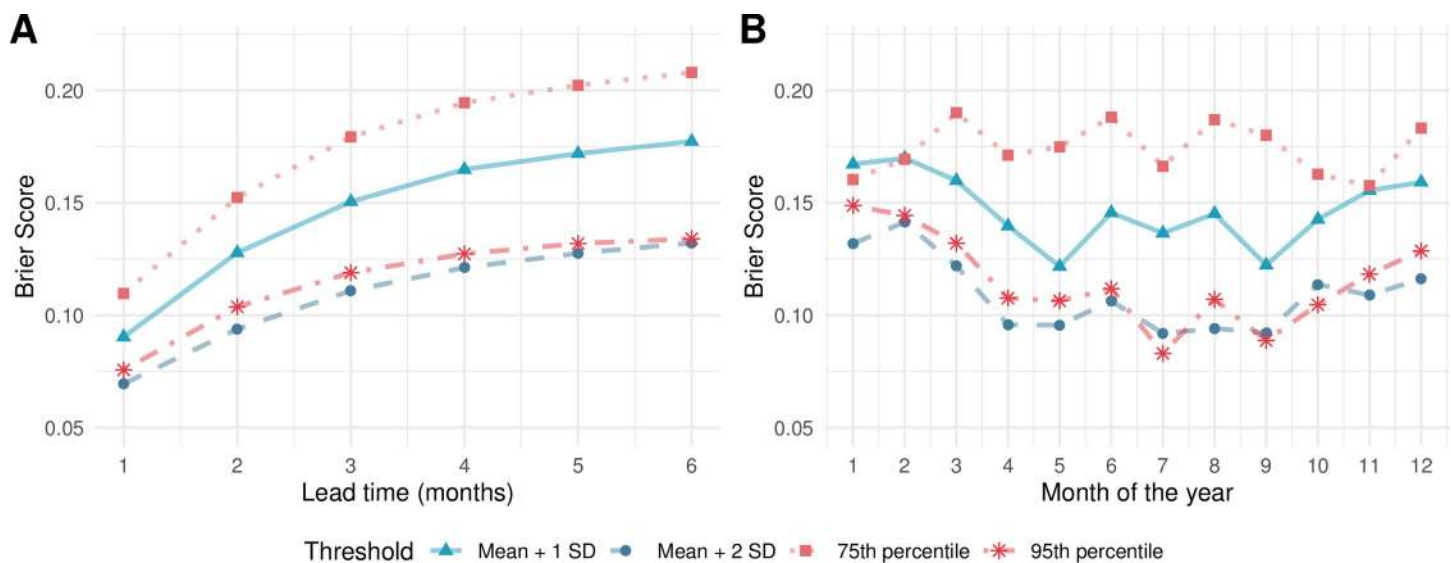 A
Brier Score
0.20
0.15
0.10
0.05
1 2 3 4 5 6
Lead time (months)
B
Brier Score
0.20
0.15
0.10
0.05
1 2 3 4 5 6 7 8 9 10 11 12
Month of the year
Threshold Mean + 1 SD Mean + 2 SD 75th percentile 95th percentile